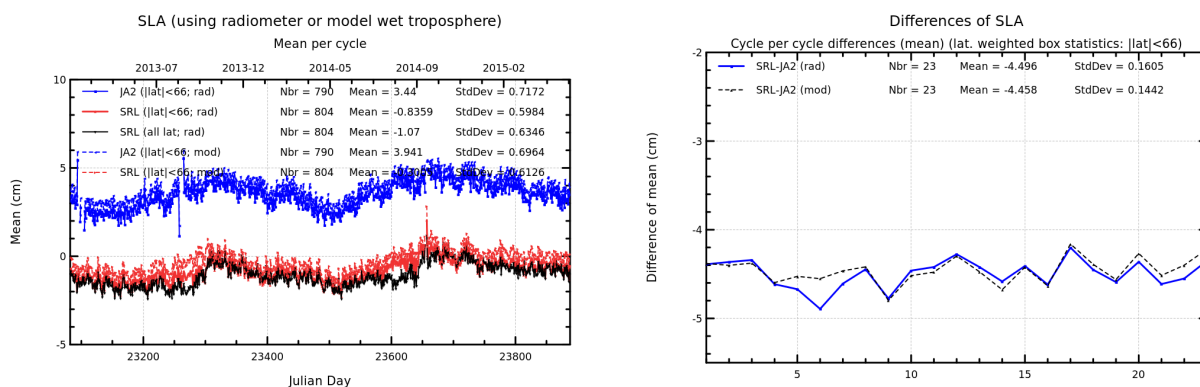 SLA (using radiometer or model wet troposphere)
Mean per cycle
2013-07 2013-12 2014-05 2014-09 2015-02
10
5
0
-5
Mean (cm)
JA2 (|lat|<66; rad) Nbr = 790 Mean = 3.44 StdDev = 0.7172
SRL (|lat|<66; rad) Nbr = 804 Mean = -0.8359 StdDev = 0.5984
SRL (all lat; rad) Nbr = 804 Mean = -1.07 StdDev = 0.6346
JA2 (|lat|<66; mod) Nbr = 790 Mean = 3.941 StdDev = 0.6964
SRL (|lat|<66; mod) Nbr = 804 Mean = StdDev = 0.6126
23200 23400 23600 23800
Julian Day
Differences of SLA
Cycle per cycle differences (mean) (lat. weighted box statistics: |lat|<66)
-2
-3
-4
-5
Difference of mean (cm)
SRL-JA2 (rad) Nbr = 23 Mean = -4.496 StdDev = 0.1605
SRL-JA2 (mod) Nbr = 23 Mean = -4.458 StdDev = 0.1442
5 10 15 20